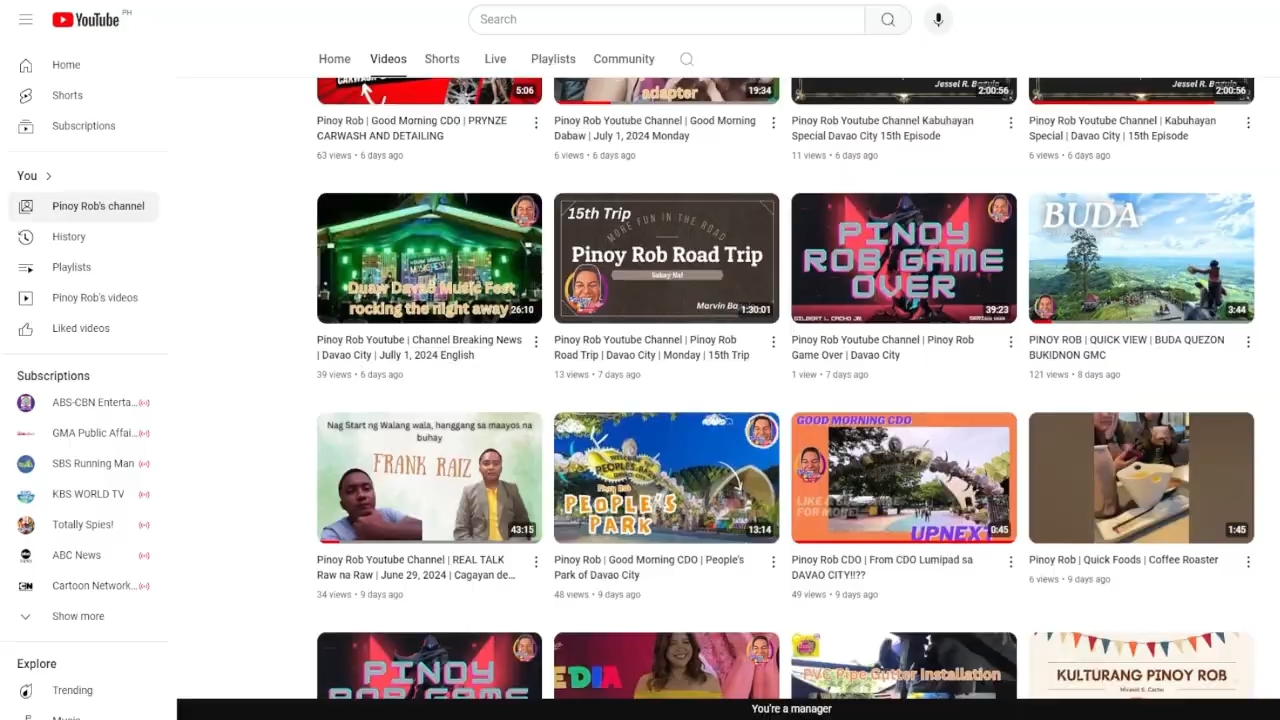 YouTube PH
Search
Home
Videos
Shorts
Live
Playlists
Community
Home
Shorts
Subscriptions
You
Pinoy Rob's channel
History
Playlists
Pinoy Rob's videos
Liked videos
Subscriptions
ABS-CBN Enterta...
GMA Public Affai...
SBS Running Man
KBS WORLD TV
Totally Spies!
ABC News
Cartoon Network...
Show more
Explore
Trending
CARWASH
5:06
adapter
19:34
Jessel R.
2:00:56
Jessel R.
2:00:56
Pinoy Rob | Good Morning CDO | PRYNZE
CARWASH AND DETAILING
63 views • 6 days ago
Pinoy Rob Youtube Channel | Good Morning
Dabaw | July 1, 2024 Monday
6 views • 6 days ago
Pinoy Rob Youtube Channel Kabuhayan
Special Davao City 15th Episode
11 views • 6 days ago
Pinoy Rob Youtube Channel | Kabuhayan
Special | Davao City | 15th Episode
6 views • 6 days ago
Duaw Davao Music Fest
rocking the night away
26:10
15th Trip
MORE FUN IN THE ROAD
Pinoy Rob Road Trip
Sakay Na!
Marvin
1:30:01
PINOY
ROB GAME
OVER
GILBERT L. CACHO JR.
39:23
BUDA
3:44
Pinoy Rob Youtube | Channel Breaking News
| Davao City | Jully 1, 2024 English
39 views • 6 days ago
Pinoy Rob Youtube Channel | Pinoy Rob
Road Trip | Davao City | Monday | 15th Trip
13 views • 7 days ago
Pinoy Rob Youtube Channel | Pinoy Rob
Game Over | Davao City
1 view • 7 days ago
PINOY ROB | QUICK VIEW | BUDA QUEZON
BUKIDNON GMC
121 views • 8 days ago
Nag Start ng Walang wala, hanggang sa maayos na
buhay
FRANK RAIZ
43:15
PEOPLE'S
PARK
13:14
GOOD MORNING CDO
FOR MORE!
UPNEXT
0:45
1:45
Pinoy Rob Youtube Channel | REAL TALK
Raw na Raw | June 29, 2024 | Cagayan de...
34 views • 9 days ago
Pinoy Rob | Good Morning CDO | People's
Park of Davao City
48 views • 9 days ago
Pinoy Rob CDO | From CDO Lumipad sa
DAVAO CITY!!??
49 views • 9 days ago
Pinoy Rob | Quick Foods | Coffee Roaster
6 views • 9 days ago
PINOY
ROB GAME
EDIA
PVC Pipe Gutter Installation
KULTURANG PINOY ROB
You're a manager